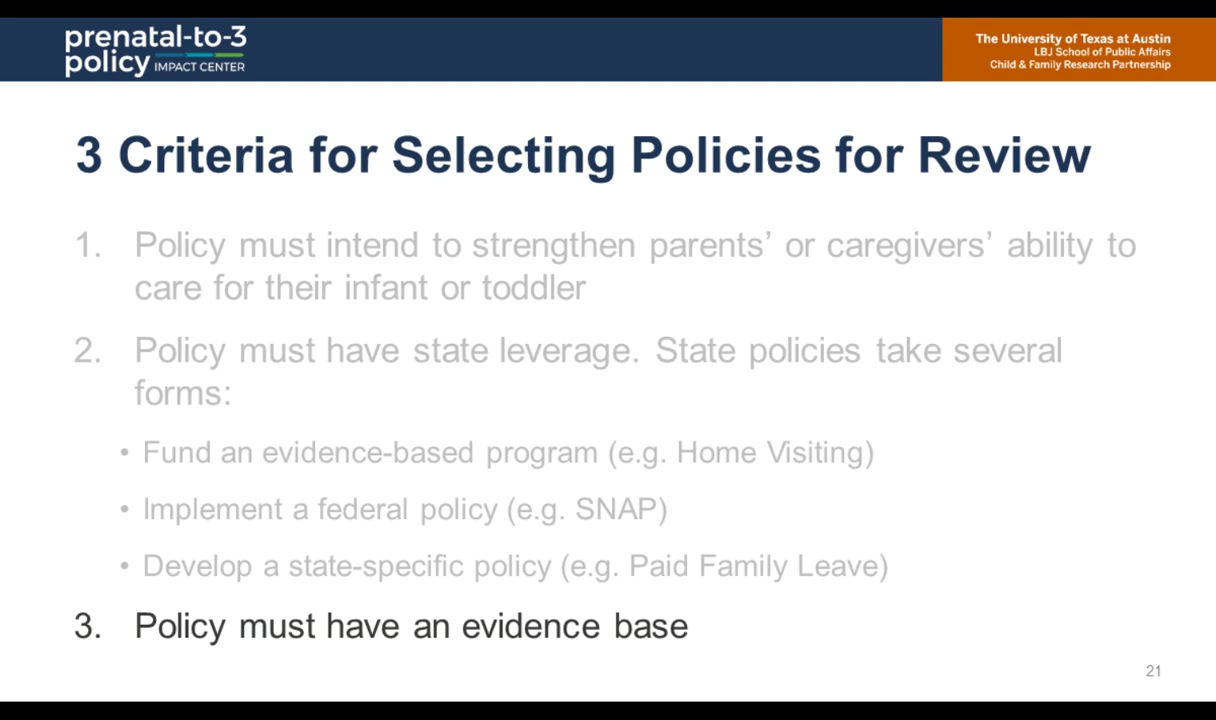 prenatal-to-3
policy IMPACT CENTER
The University of Texas at Austin
LBJ School of Public Affairs
Child & Family Research Partnership
3 Criteria for Selecting Policies for Review
1. Policy must intend to strengthen parents’ or caregivers’ ability to
care for their infant or toddler
2. Policy must have state leverage. State policies take several
forms:
• Fund an evidence-based program (e.g. Home Visiting)
• Implement a federal policy (e.g. SNAP)
• Develop a state-specific policy (e.g. Paid Family Leave)
3. Policy must have an evidence base
21